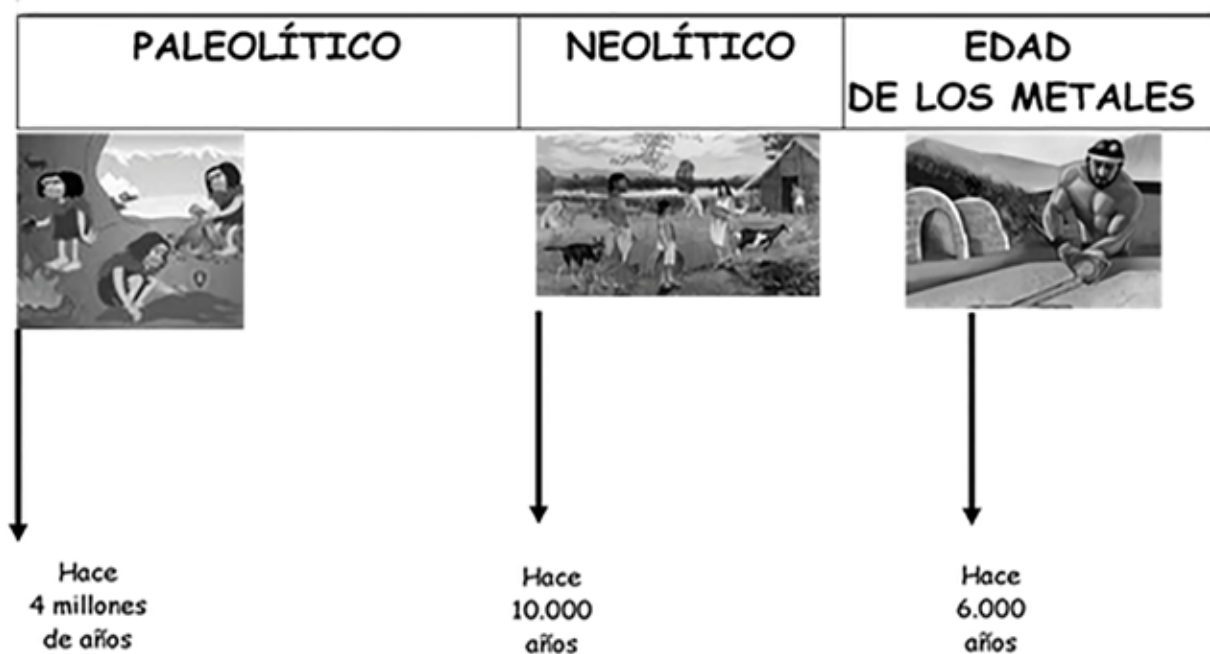 PALEOLÍTICO
NEOLÍTICO
EDAD
DE LOS METALES
Hace
4 millones
de años
Hace
10.000
años
Hace
6.000
años